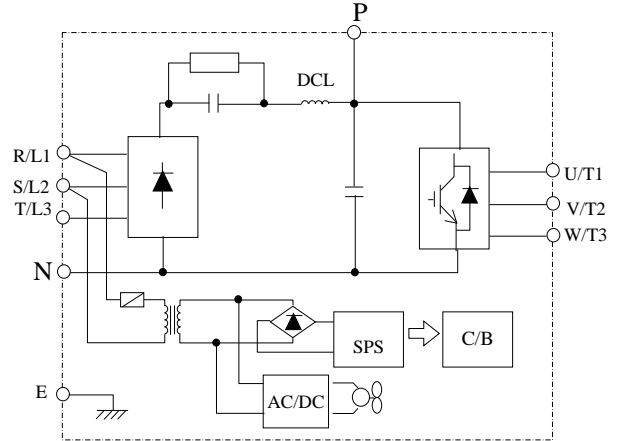 P
DCL
R/L1
S/L2
T/L3
U/T1
V/T2
W/T3
N
SPS
C/B
E
AC/DC